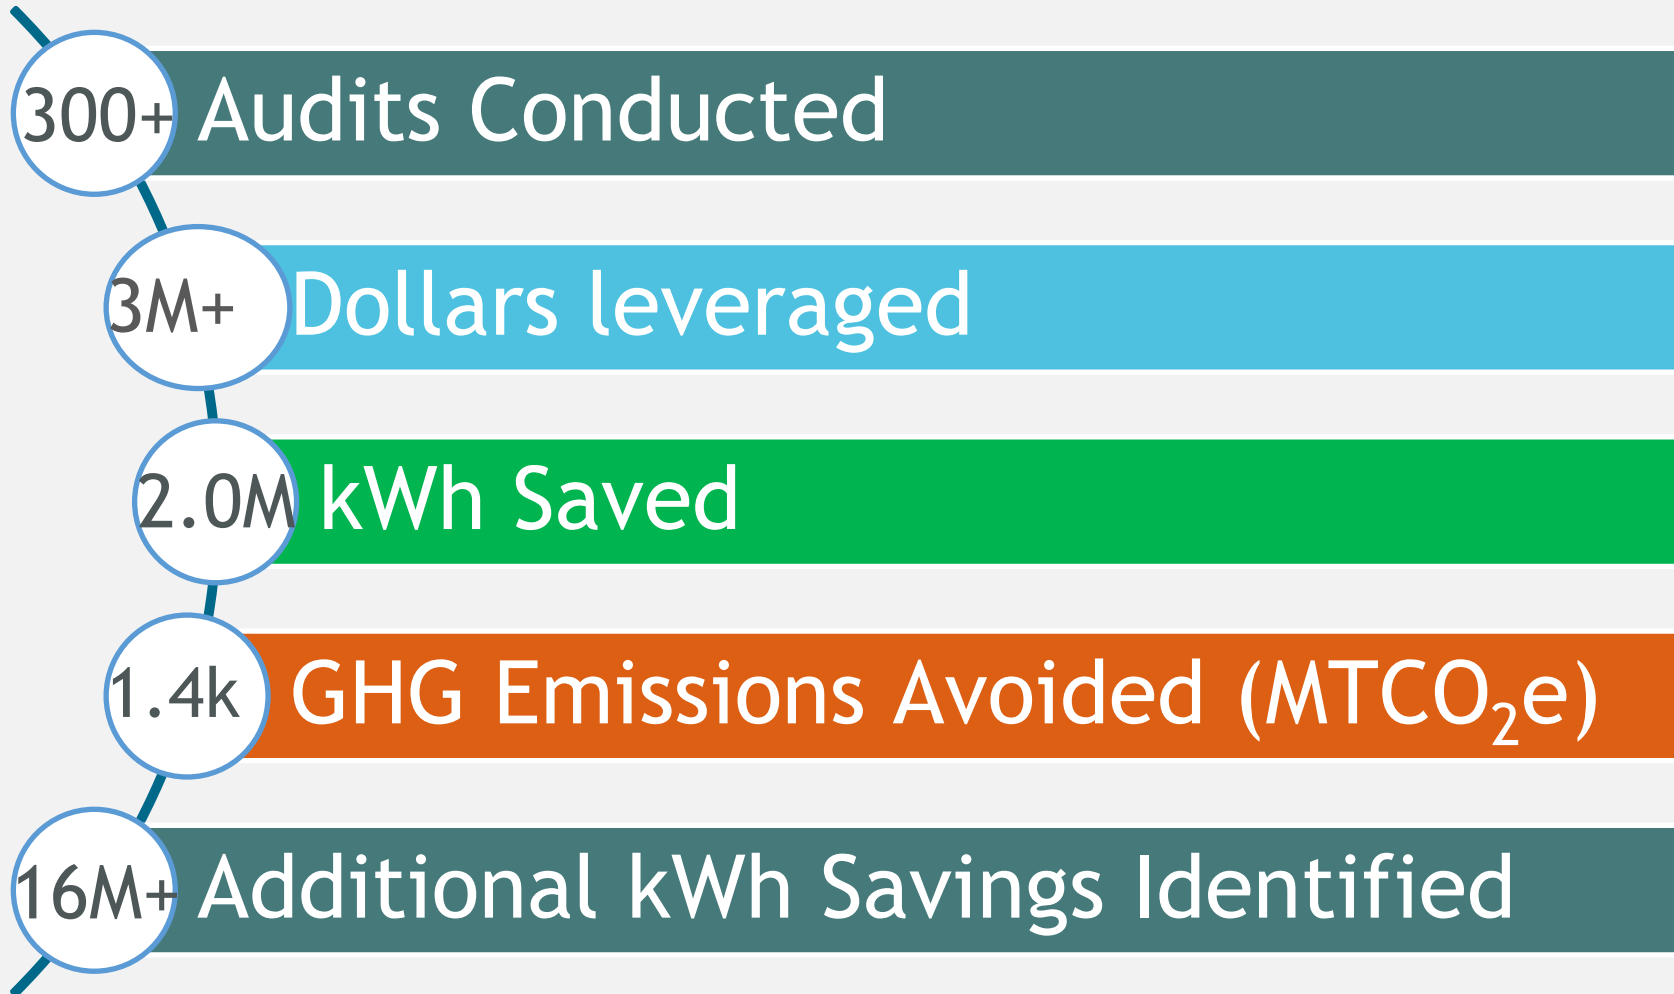 300+ Audits Conducted
3M+ Dollars leveraged
2.0M kWh Saved
1.4k GHG Emissions Avoided (MTCO₂e)
16M+ Additional kWh Savings Identified